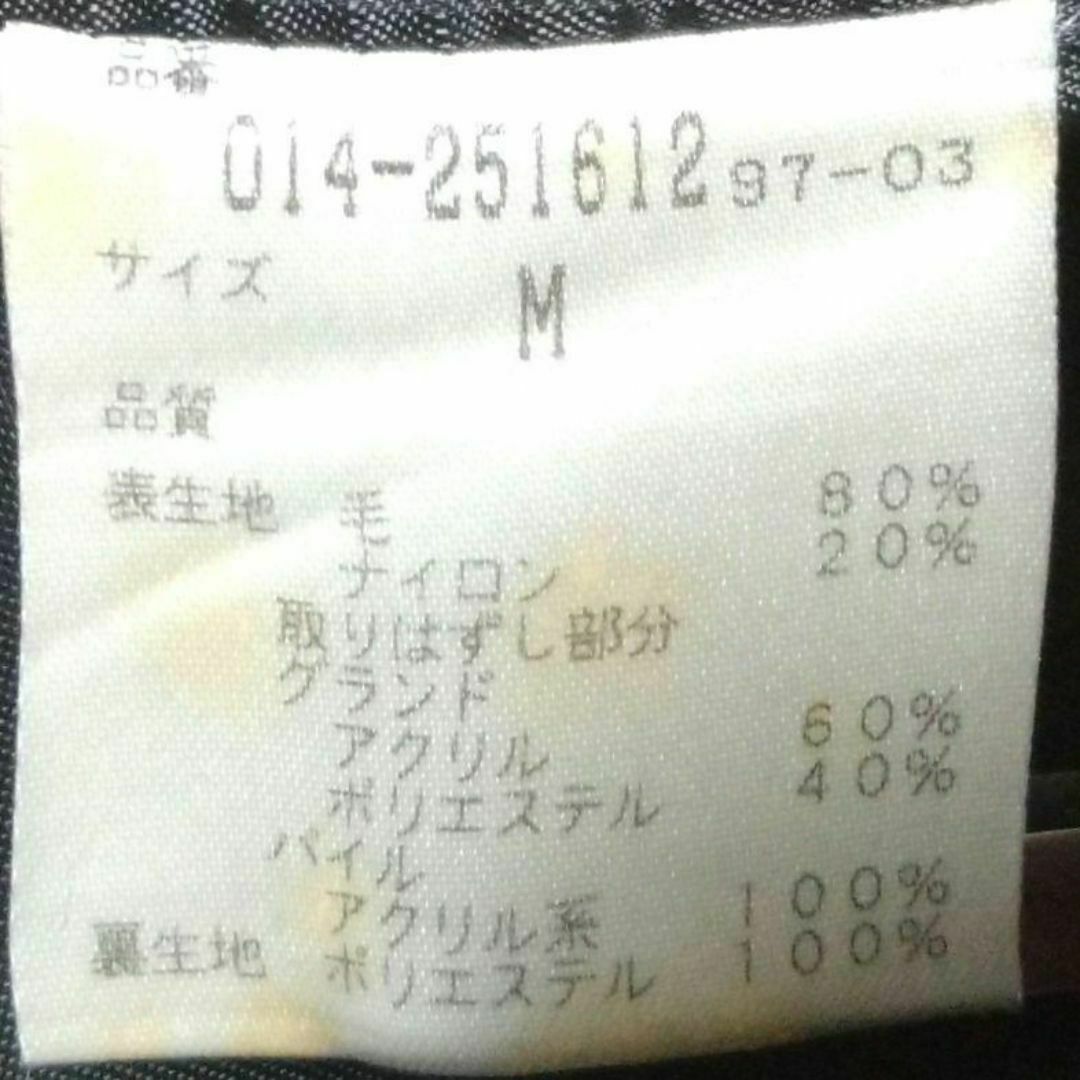 品番
014-251612 97-03
サイズ M
品質
表生地 毛 80%
ナイロン 20%
取りはずし部分
グランド
アクリル 60%
ポリエステル 40%
パイル
アクリル系 100%
裏生地 ポリエステル 100%